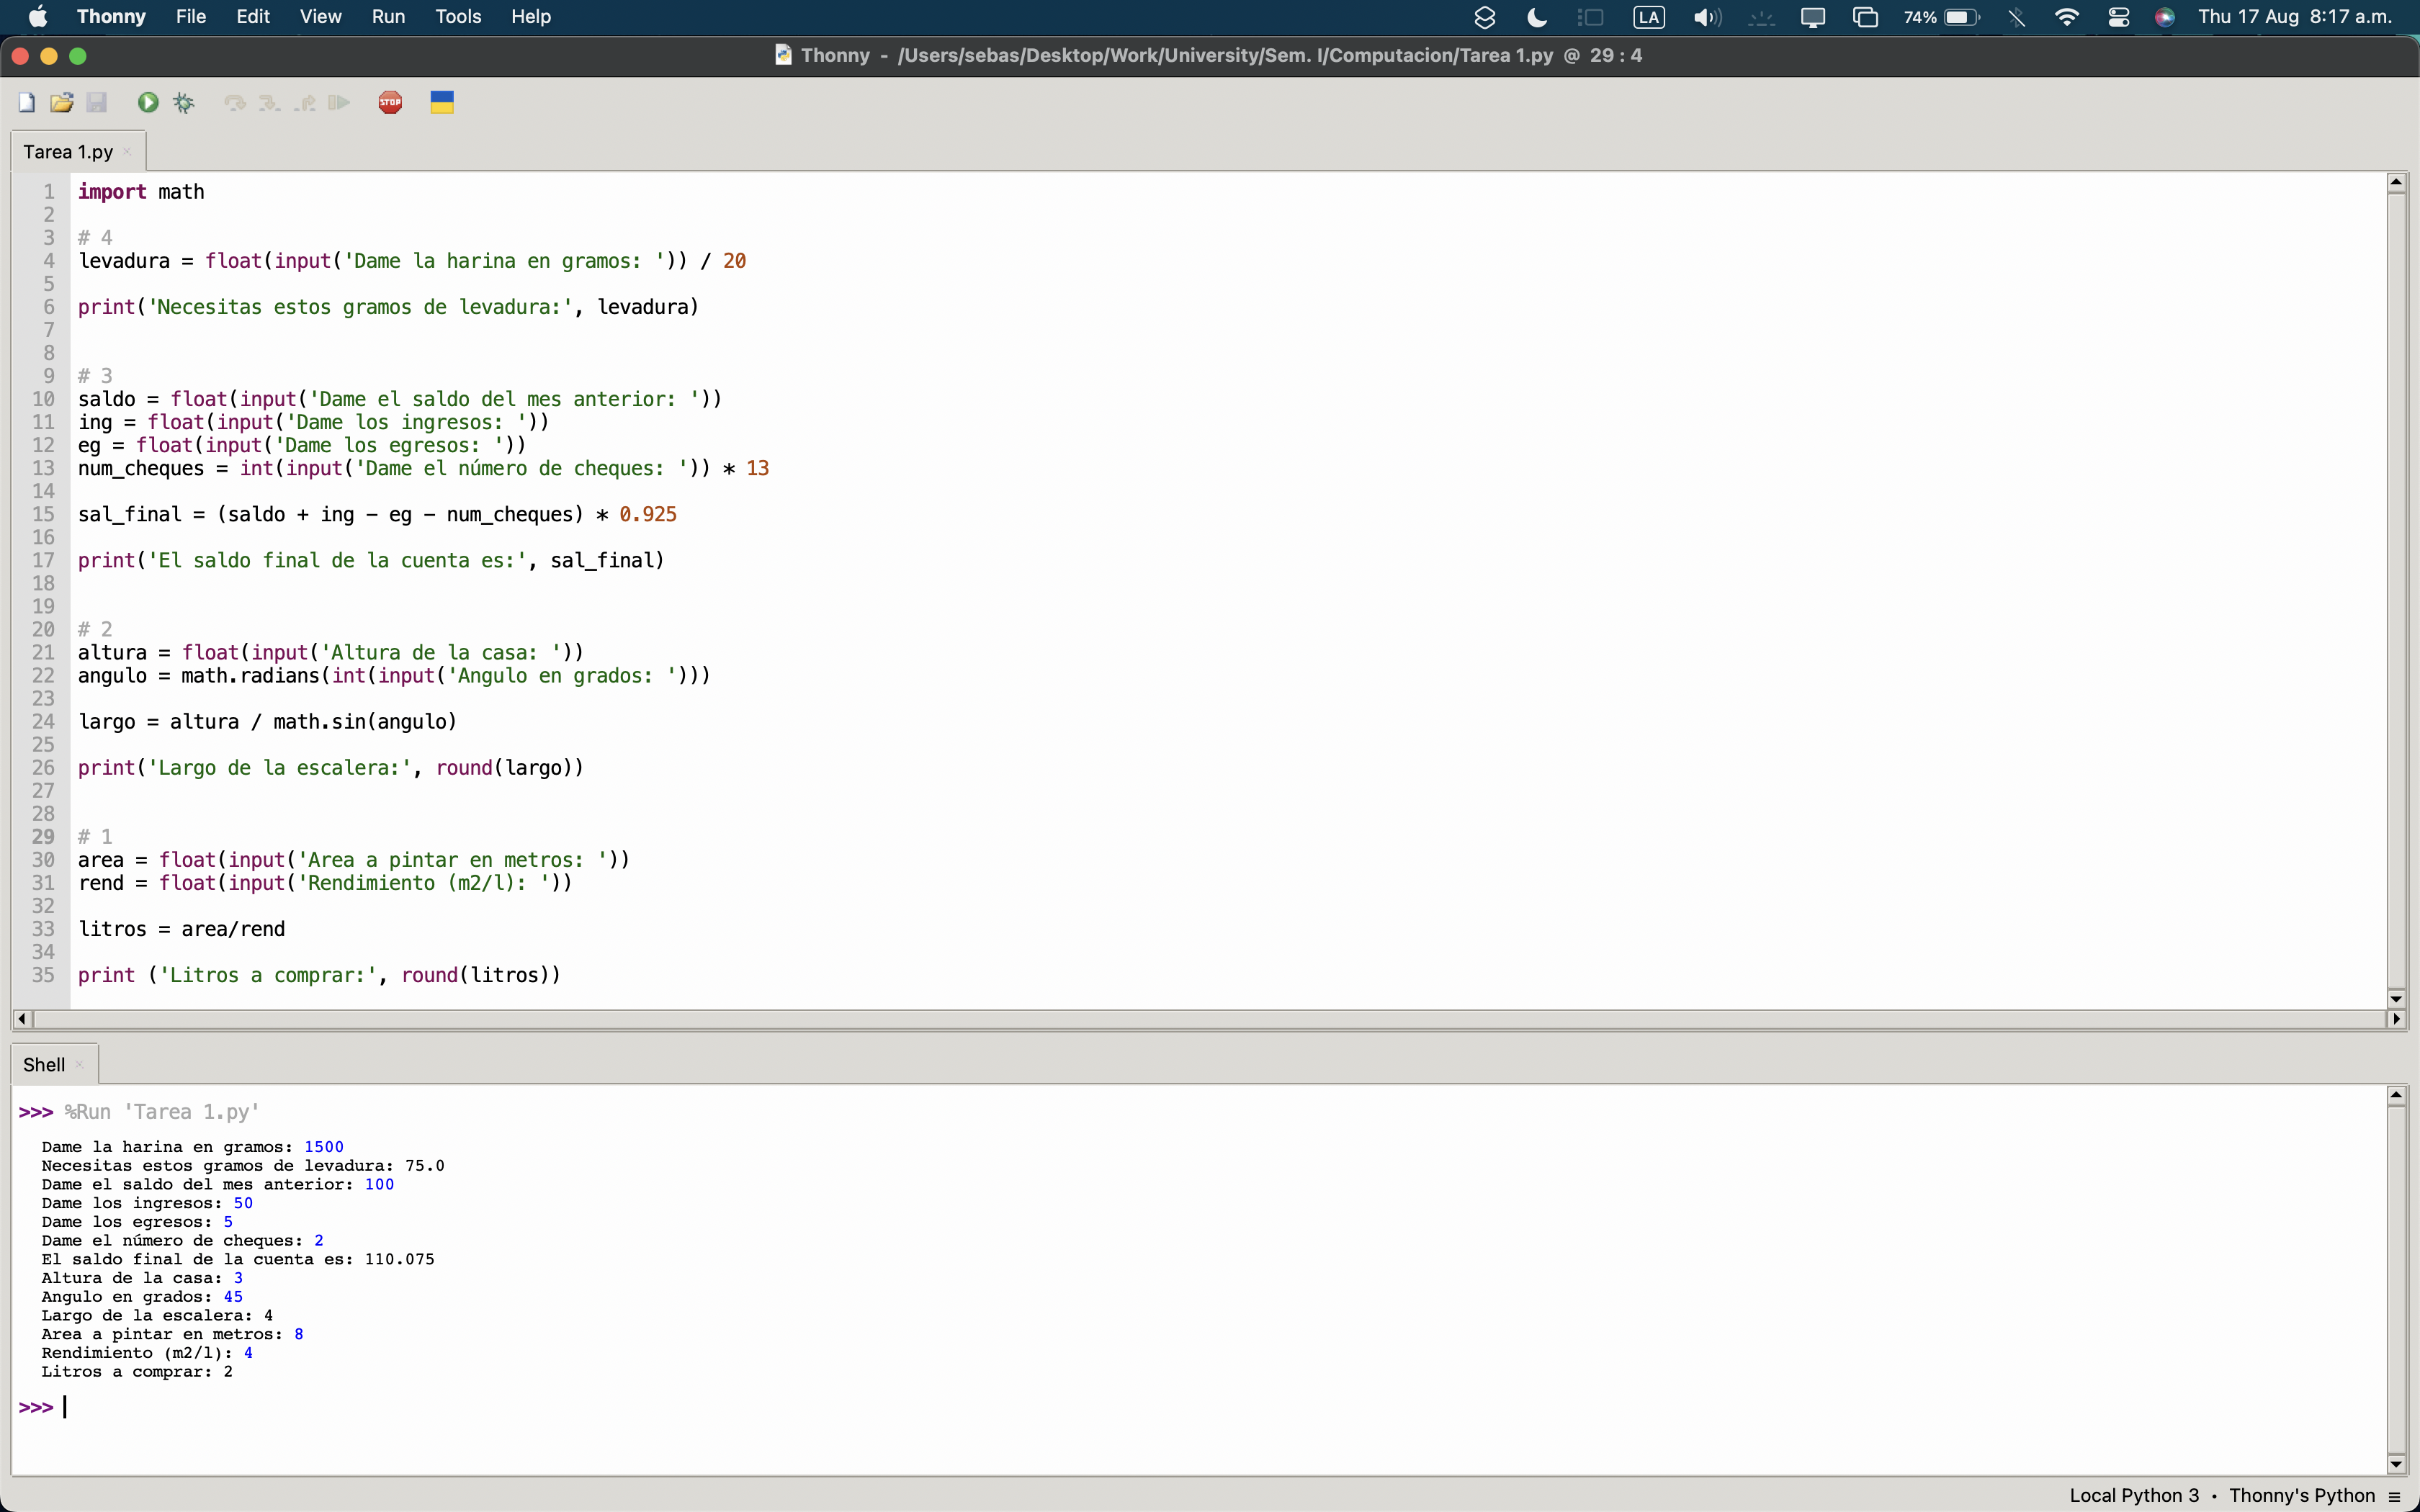 Thonny File Edit View Run Tools Help LA 74% Thu 17 Aug 8:17 a.m.
Thonny - /Users/sebas/Desktop/Work/University/Sem. I/Computacion/Tarea 1.py @ 29 : 4
STOP
Tarea 1.py ×
1 import math
2
3 # 4
4 levadura = float(input('Dame la harina en gramos: ')) / 20
5
6 print('Necesitas estos gramos de levadura:', levadura)
7
8
9 # 3
10 saldo = float(input('Dame el saldo del mes anterior: '))
11 ing = float(input('Dame los ingresos: '))
12 eg = float(input('Dame los egresos: '))
13 num_cheques = int(input('Dame el número de cheques: ')) * 13
14
15 sal_final = (saldo + ing - eg - num_cheques) * 0.925
16
17 print('El saldo final de la cuenta es:', sal_final)
18
19
20 # 2
21 altura = float(input('Altura de la casa: '))
22 angulo = math.radians(int(input('Angulo en grados: ')))
23
24 largo = altura / math.sin(angulo)
25
26 print('Largo de la escalera:', round(largo))
27
28
29 # 1
30 area = float(input('Area a pintar en metros: '))
31 rend = float(input('Rendimiento (m2/l): '))
32
33 litros = area/rend
34
35 print ('Litros a comprar:', round(litros))
Shell ×
>>> %Run 'Tarea 1.py'
Dame la harina en gramos: 1500
Necesitas estos gramos de levadura: 75.0
Dame el saldo del mes anterior: 100
Dame los ingresos: 50
Dame los egresos: 5
Dame el número de cheques: 2
El saldo final de la cuenta es: 110.075
Altura de la casa: 3
Angulo en grados: 45
Largo de la escalera: 4
Area a pintar en metros: 8
Rendimiento (m2/l): 4
Litros a comprar: 2
>>>
Local Python 3 • Thonny's Python ≡